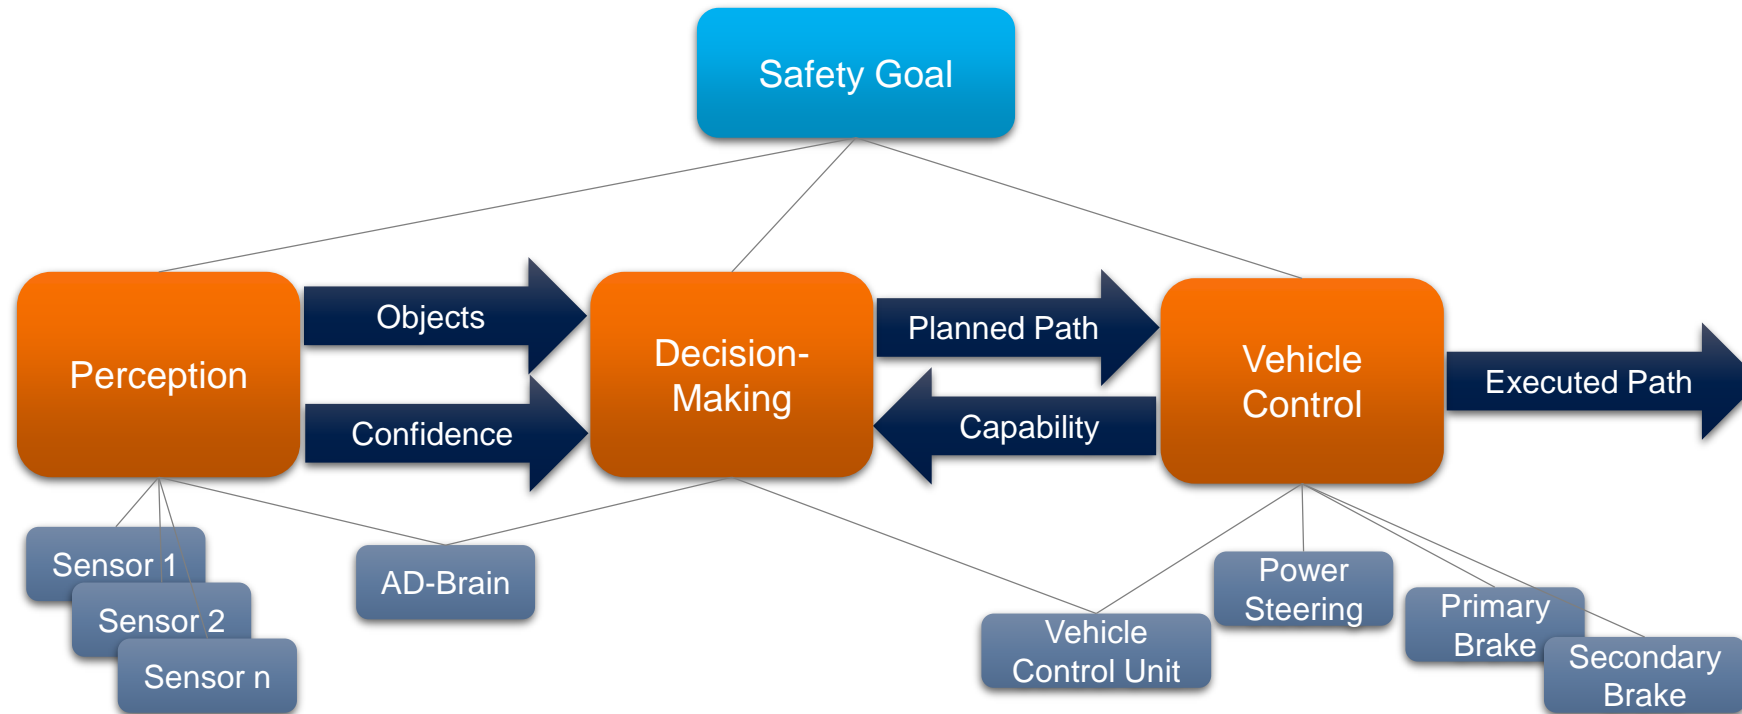 Safety Goal
Perception
Objects
Confidence
Decision-
Making
Planned Path
Capability
Vehicle
Control
Executed Path
Sensor 1
Sensor 2
Sensor n
AD-Brain
Vehicle
Control Unit
Power
Steering
Primary
Brake
Secondary
Brake